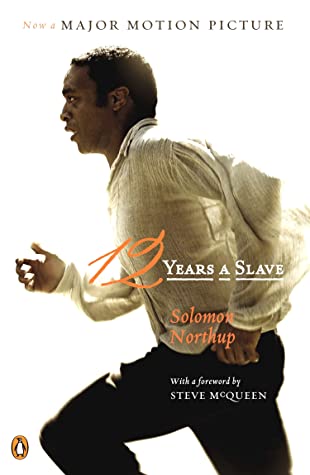 Now a MAJOR MOTION PICTURE
12 YEARS A SLAVE
Solomon
Northup
With a foreword by
STEVE McQUEEN